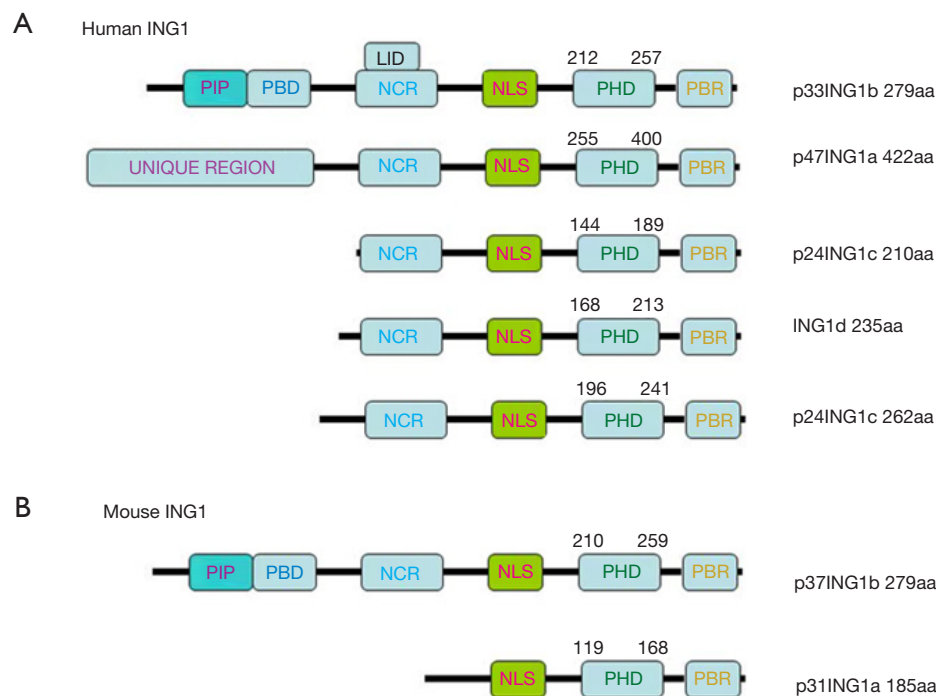 A
Human ING1
LID
212 257
PIP PBD NCR NLS PHD PBR p33ING1b 279aa
255 400
UNIQUE REGION NCR NLS PHD PBR p47ING1a 422aa
144 189
NCR NLS PHD PBR p24ING1c 210aa
168 213
NCR NLS PHD PBR ING1d 235aa
196 241
NCR NLS PHD PBR p24ING1c 262aa
B
Mouse ING1
210 259
PIP PBD NCR NLS PHD PBR p37ING1b 279aa
119 168
NLS PHD PBR p31ING1a 185aa